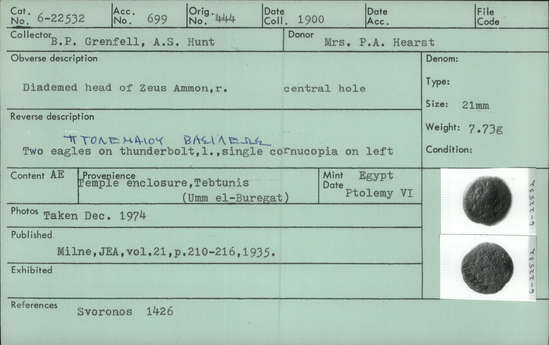 Cat. No. 6-22532 Acc. No. 699 Orig. No. 444 Date Coll. 1900 Date Acc. File Code
Collector B.P. Grenfell, A.S. Hunt Donor Mrs. P.A. Hearst
Obverse description Denom:
Diademed head of Zeus Ammon,r. central hole Type:
Size: 21mm
Reverse description Weight: 7.73g
ΠΤΟΛΕΜΑΙΟΥ ΒΑΣΙΛΕΩΣ
Two eagles on thunderbolt,l.,single cornucopia on left Condition:
Content AE Provenience Mint Egypt
Temple enclosure,Tebtunis Date Ptolemy VI
(Umm el-Buregat)
Photos Taken Dec. 1974
Published
Milne,JEA,vol.21,p.210-216,1935.
Exhibited
References
Svoronos 1426
6-22532
6-22532